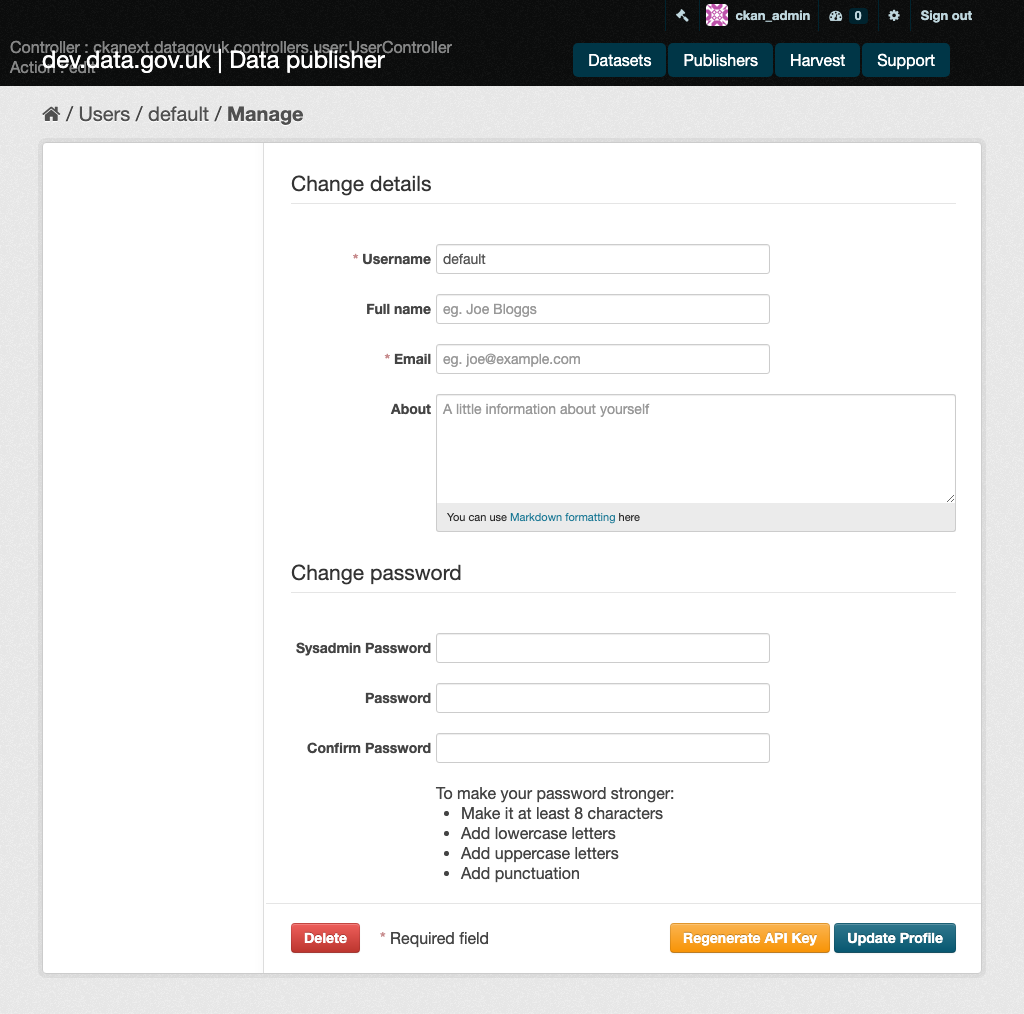 ckan_admin 0 Sign out
Controller : ckanext.datagovuk.controllers.user:UserController
Action : edit
dev.data.gov.uk | Data publisher
Datasets Publishers Harvest Support
/ Users / default / Manage
Change details
* Username default
Full name eg. Joe Bloggs
* Email eg. joe@example.com
About A little information about yourself
You can use Markdown formatting here
Change password
Sysadmin Password
Password
Confirm Password
To make your password stronger:
• Make it at least 8 characters
• Add lowercase letters
• Add uppercase letters
• Add punctuation
Delete * Required field Regenerate API Key Update Profile